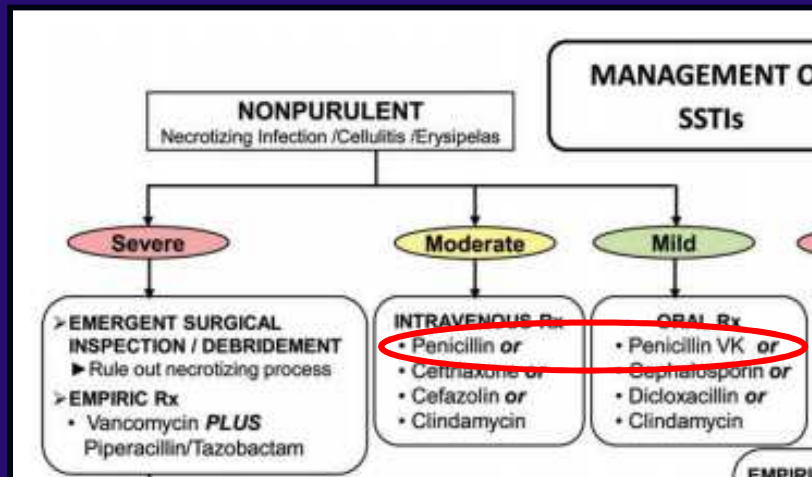 MANAGEMENT
SSTIs
NONPURULENT
Necrotizing Infection /Cellulitis /Erysipelas
Severe
Moderate
Mild
➢EMERGENT SURGICAL
INSPECTION / DEBRIDEMENT
►Rule out necrotizing process
➢EMPIRIC Rx
• Vancomycin PLUS
Piperacillin/Tazobactam
INTRAVENOUS Rx
• Penicillin or
• Ceftriaxone or
• Cefazolin or
• Clindamycin
ORAL Rx
• Penicillin VK or
• Cephalosporin or
• Dicloxacillin or
• Clindamycin